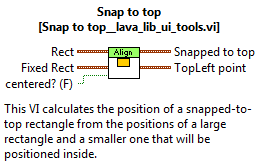 Snap to top
[Snap to top__lava_lib_ui_tools.vi]
Rect
Align
Snapped to top
Fixed Rect
TopLeft point
centered? (F)
This VI calculates the position of a snapped-to-
top rectangle from the positions of a large
rectangle and a smaller one that will be
positioned inside.